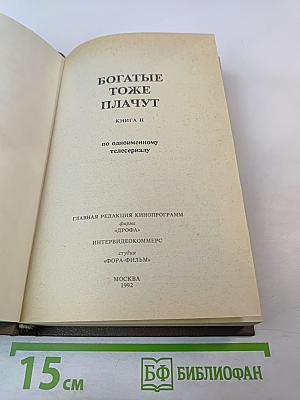 БОГАТЫЕ
ТОЖЕ
ПЛАЧУТ
КНИГА II
по одноименному
телесериалу
ГЛАВНАЯ РЕДАКЦИЯ КИНОПРОГРАММ
фирма
«ДРОФА»
ИНТЕРВИДЕОКОММЕРС
студия
«ФОРА-ФИЛЬМ»
МОСКВА
1992
15 см
БФ БИБЛИОФАН